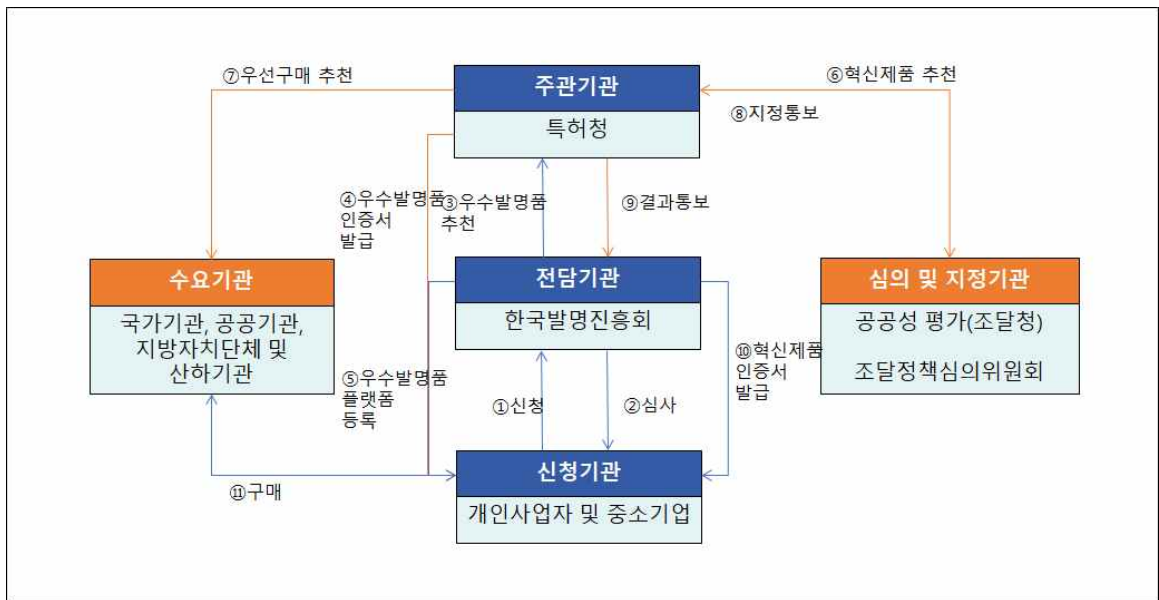 ⑦우선구매 추천
⑥혁신제품 추천
주관기관
⑧지정통보
특허청
④우수발명품
인증서
발급
③우수발명품
추천
⑨결과통보
수요기관
국가기관, 공공기관,
지방자치단체 및
산하기관
전담기관
한국발명진흥회
심의 및 지정기관
공공성 평가(조달청)
조달정책심의위원회
⑤우수발명품
플랫폼
등록
①신청
②심사
⑩혁신제품
인증서
발급
신청기관
개인사업자 및 중소기업
⑪구매